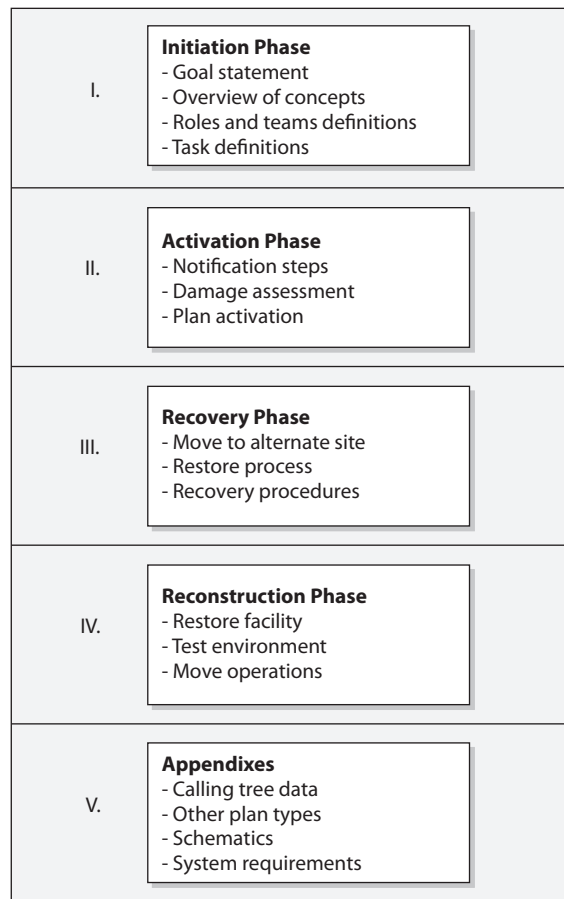 I.
Initiation Phase
- Goal statement
- Overview of concepts
- Roles and teams definitions
- Task definitions
II.
Activation Phase
- Notification steps
- Damage assessment
- Plan activation
III.
Recovery Phase
- Move to alternate site
- Restore process
- Recovery procedures
IV.
Reconstruction Phase
- Restore facility
- Test environment
- Move operations
V.
Appendixes
- Calling tree data
- Other plan types
- Schematics
- System requirements